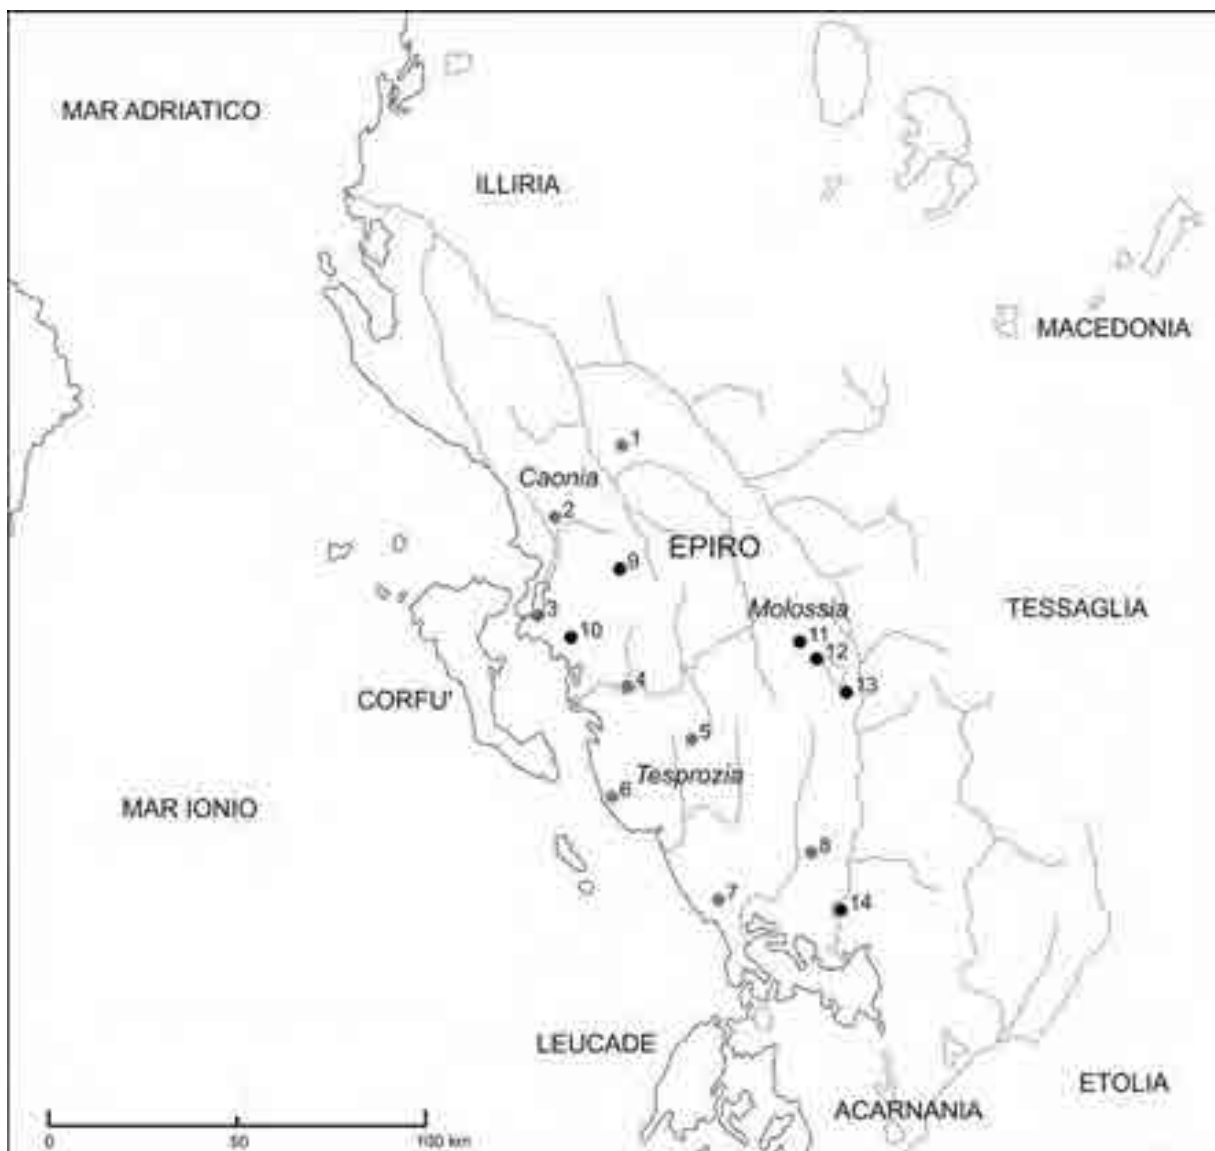 MAR ADRIATICO
ILLIRIA
MACEDONIA
1
Caonia
2
EPIRO
9
Molossia
TESSAGLIA
3
10
11
12
4
13
CORFU'
5
Tesprozia
6
MAR IONIO
8
7
14
LEUCADE
ETOLIA
ACARNANIA
0 50 100 km